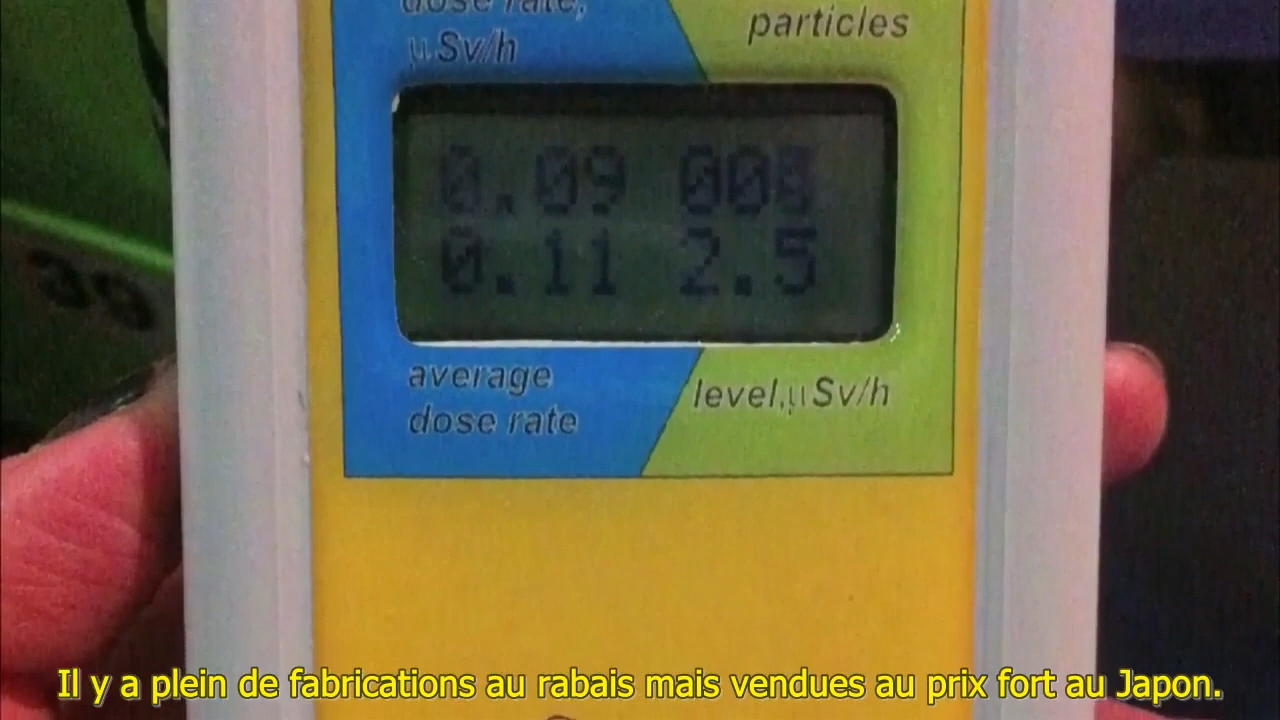 dose rate,
µSv/h
particles
0.09 008
0.11 2.5
average
dose rate
level,µSv/h
39
Il y a plein de fabrications au rabais mais vendues au prix fort au Japon.